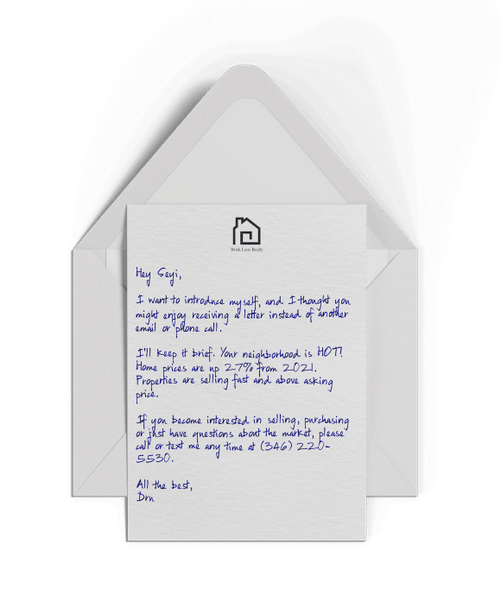 Lane Realty
Hey Seyi,
I want to introduce myself, and I thought you
might enjoy receiving a letter instead of another
email or phone call.
I'll keep it brief. Your neighborhood is HOT!
Home prices are up 27% from 2021.
Properties are selling fast and above asking
price.
If you become interested in selling, purchasing
or just have questions about the market, please
call or text me any time at (346) 220-
5530.
All the best,